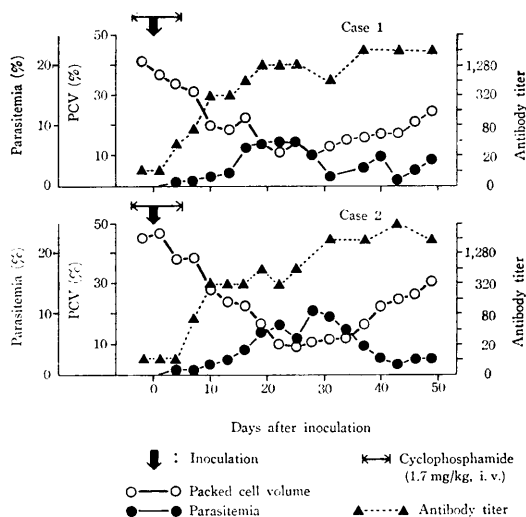 Case 1
Parasitemia (%)
20
10
0
PCV (%)
50
30
10
Antibody titer
1,280
320
80
20
0
Case 2
Parasitemia (%)
20
10
0
PCV (%)
50
30
10
Antibody titer
1,280
320
80
20
0
0 10 20 30 40 50
Days after inoculation
: Inoculation
Cyclophosphamide
(1.7 mg/kg, i. v.)
Packed cell volume
Parasitemia
Antibody titer